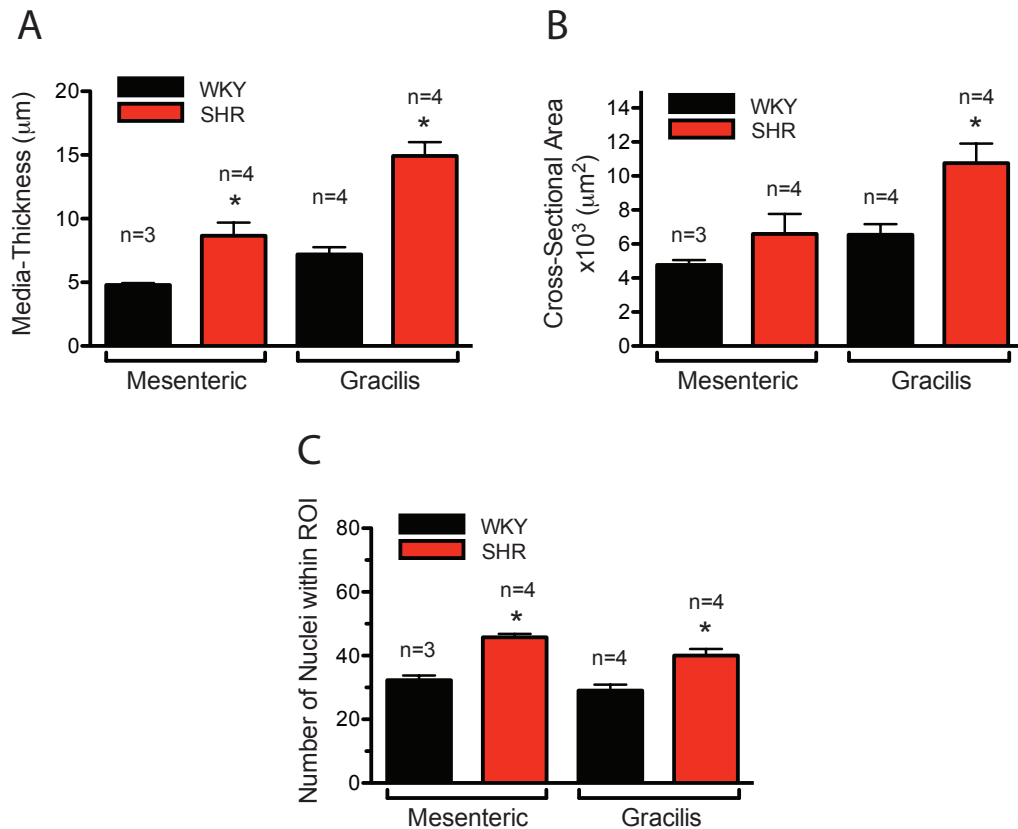 A
Media-Thickness (μm)
WKY
SHR
20
15
10
5
0
n=3
n=4
*
n=4
n=4
*
Mesenteric
Gracilis
B
Cross-Sectional Area
x10³ (μm²)
WKY
SHR
14
12
10
8
6
4
2
0
n=3
n=4
n=4
n=4
*
Mesenteric
Gracilis
C
Number of Nuclei within ROI
WKY
SHR
80
60
40
20
0
n=3
n=4
*
n=4
n=4
*
Mesenteric
Gracilis